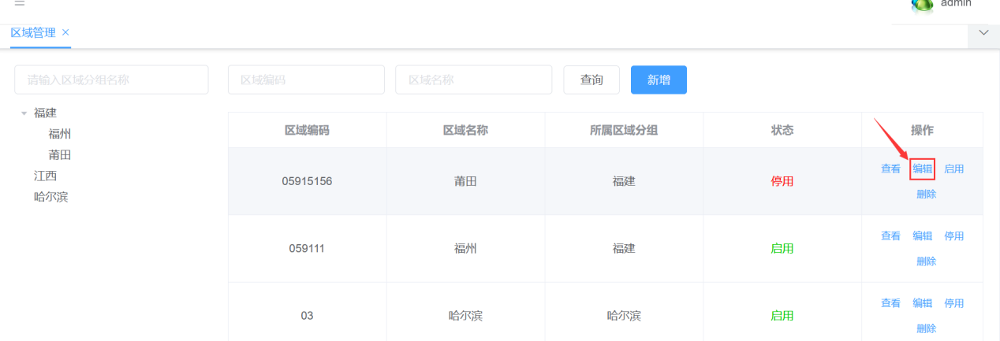 admin
区域管理 ×
请输入区域分组名称
区域编码 区域名称 查询 新增
福建
福州
莆田
江西
哈尔滨
区域编码 区域名称 所属区域分组 状态 操作
05915156 莆田 福建 停用 查看 编辑 启用
删除
059111 福州 福建 启用 查看 编辑 停用
删除
03 哈尔滨 哈尔滨 启用 查看 编辑 停用
删除